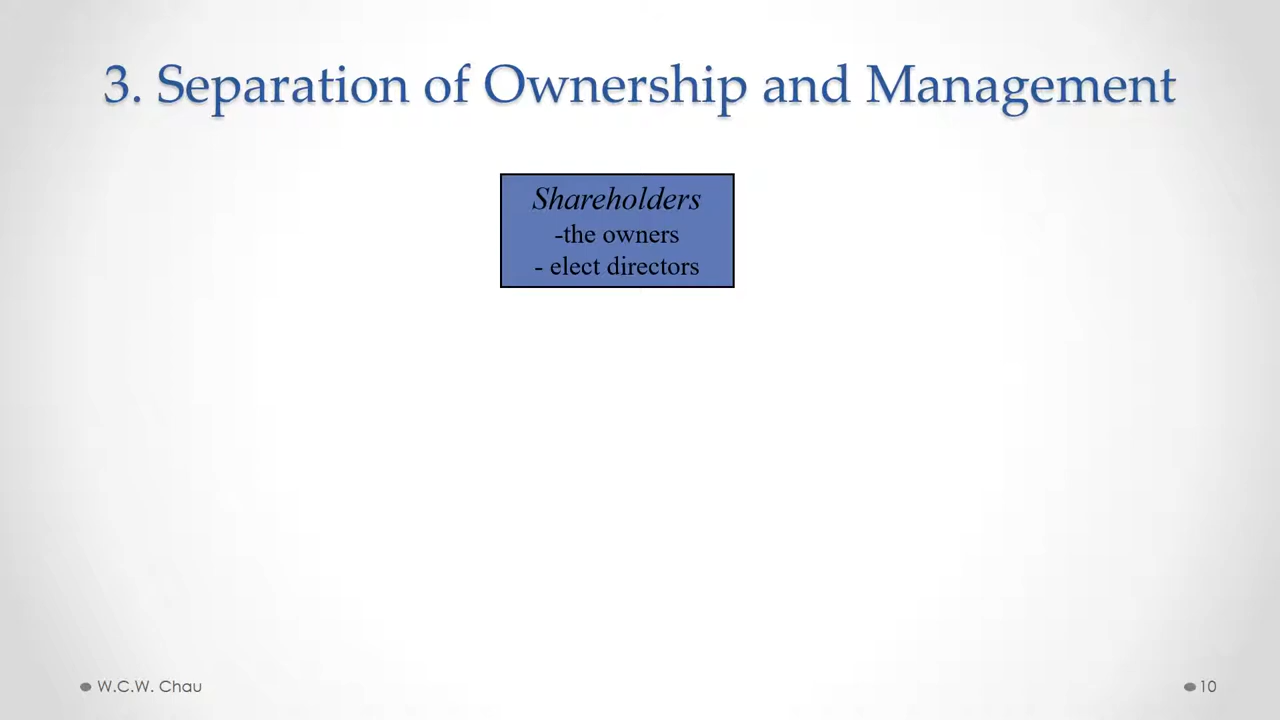 3. Separation of Ownership and Management
Shareholders
-the owners
- elect directors
W.C.W. Chau
10